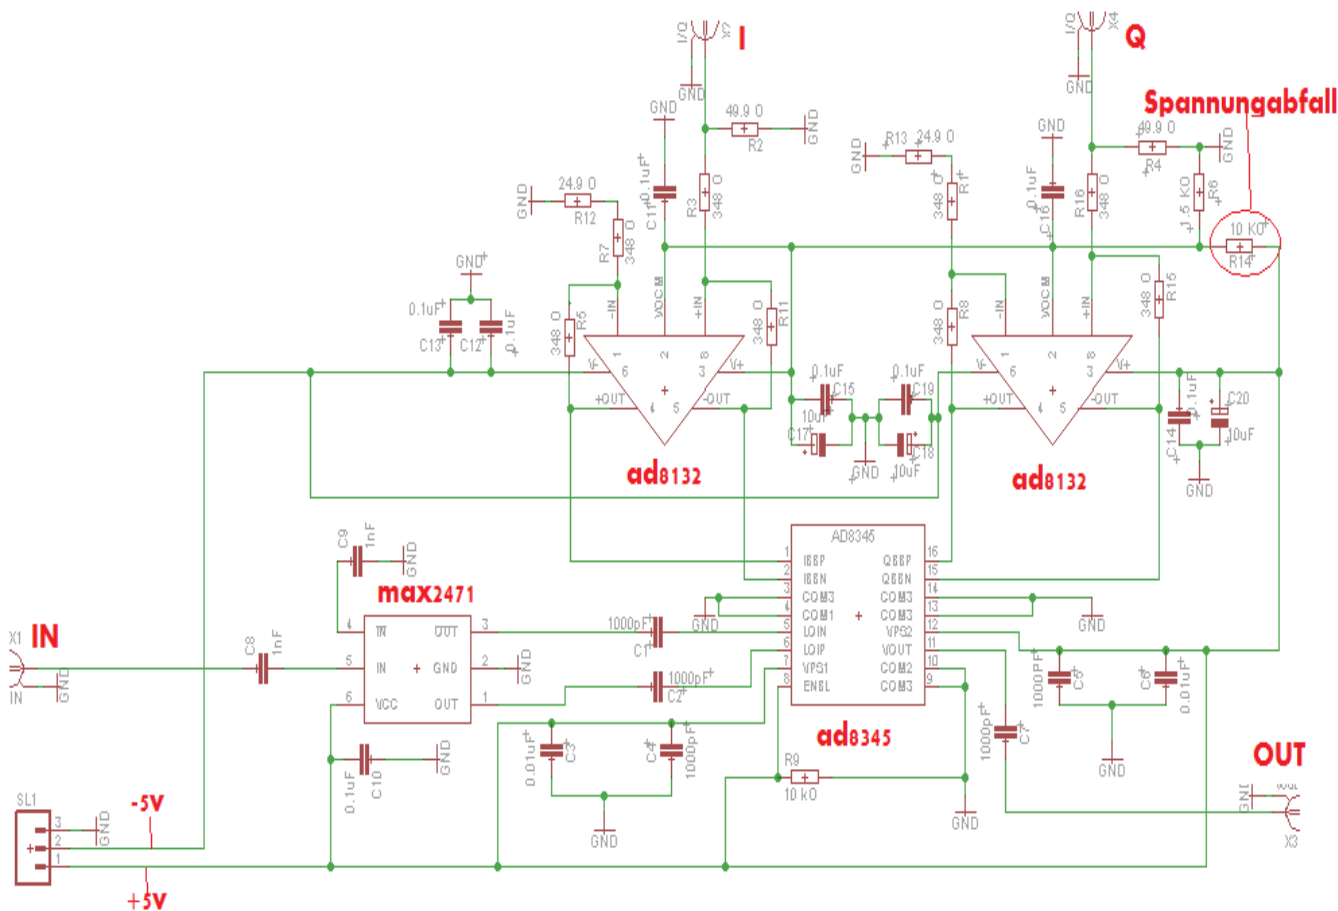 I/Q
X2
I
I/Q
X4
Q
GND
GND
Spannungabfall
GND
49.9 O
R2
GND
GND
R13
24.9 O
GND
49.9 O
R4
GND
0.1uF
C11
R3
348 O
348 O
R1
0.1uF
C16
R16
348 O
1.5 KO
R6
24.9 O
GND
R12
R7
348 O
10 KO
R14
GND
0.1uF
C13
C12
0.1uF
348 O
R5
-IN
VOCM
+IN
R11
348 O
348 O
R8
-IN
VOCM
+IN
348 O
R15
1
2
8
V-
6
3
V+
+OUT
4
5
-OUT
1
2
8
V-
6
3
V+
+OUT
4
5
-OUT
0.1uF
C15
10uF
C17
0.1uF
C19
C18
10uF
GND
0.1uF
C14
C20
10uF
GND
ad8132
ad8132
AD8345
1
IBBP
QBBP
16
2
IBBN
QBBN
15
3
COM3
COM3
14
4
COM1
COM3
13
5
LOIN
VPS2
12
6
LOIP
VOUT
11
7
VPS1
COM2
10
8
ENBL
COM3
9
GND
GND
ad8345
C9
1nF
GND
max2471
4
IN
OUT
3
5
IN
GND
2
6
VCC
OUT
1
GND
X1
IN
IN
GND
C8
1nF
1000pF
C1
1000pF
C2
0.01uF
C3
C4
1000pF
GND
0.1uF
C10
GND
R9
10 kO
GND
1000pF
C7
1000PF
C5
C6
0.01uF
GND
OUT
GND
X3
SL1
3
2
1
GND
-5V
+5V